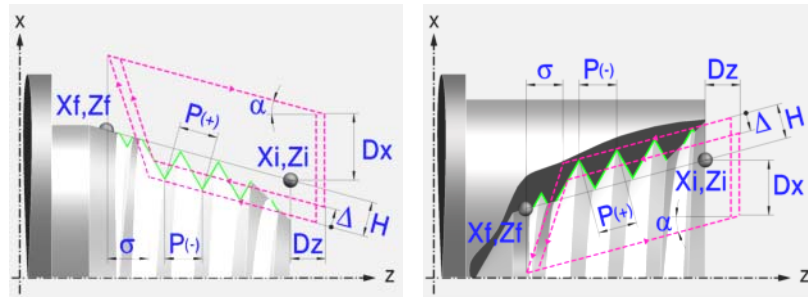 X
Xf,Zf
σ
P(-)
P(+)
α
Dx
Xi,Zi
Δ
H
Dz
Z
X
σ
P(-)
Dz
Δ
H
Xi,Zi
Dx
P(+)
α
Xf,Zf
Z